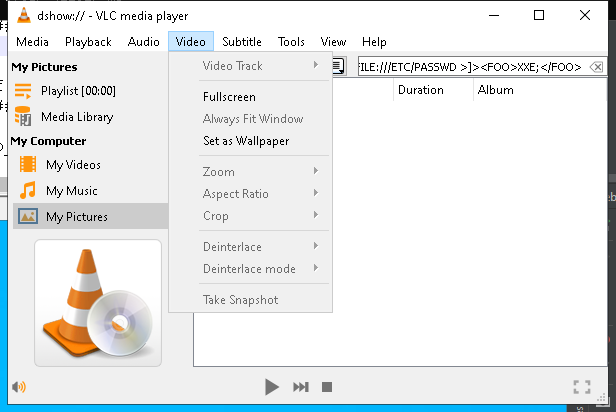 dshow:// - VLC media player
Media Playback Audio Video Subtitle Tools View Help
My Pictures
Playlist [00:00]
Media Library
My Computer
My Videos
My Music
My Pictures
Video Track
Fullscreen
Always Fit Window
Set as Wallpaper
Zoom
Aspect Ratio
Crop
Deinterlace
Deinterlace mode
Take Snapshot
FILE:///ETC/PASSWD >]><FOO>XXE;</FOO>
Duration Album